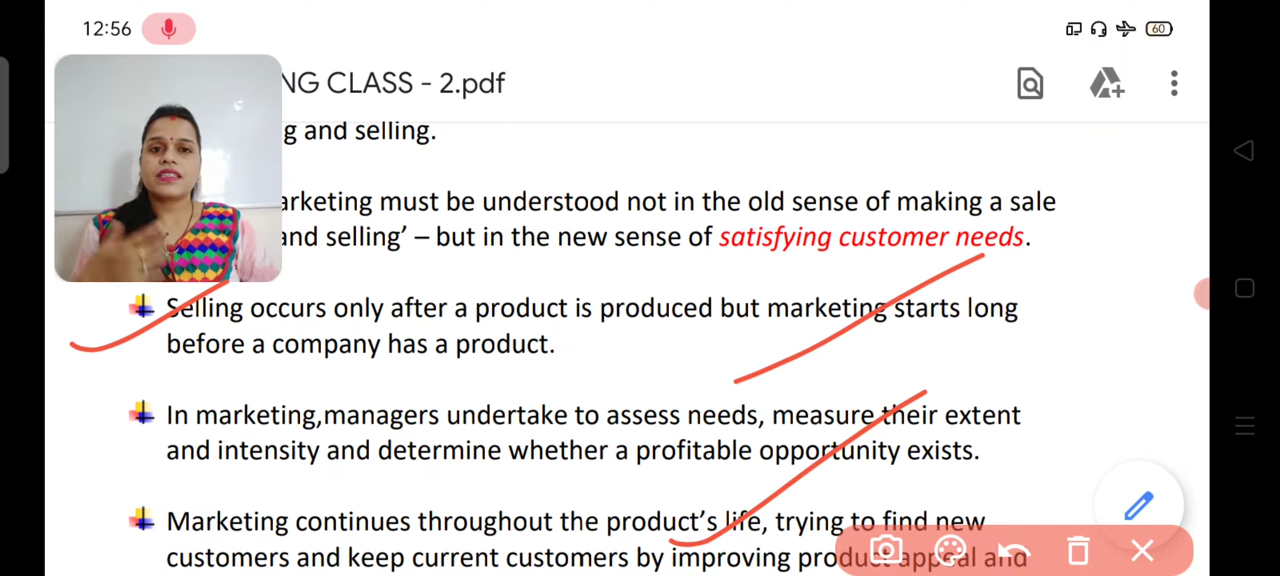 12:56
60
NG CLASS - 2.pdf
and selling.
must be understood not in the old sense of making a sale
and selling’ – but in the new sense of satisfying customer needs.
Selling occurs only after a product is produced but marketing starts long
before a company has a product.
In marketing,managers undertake to assess needs, measure their extent
and intensity and determine whether a profitable opportunity exists.
Marketing continues throughout the product’s life, trying to find new
customers and keep current customers by improving product appeal and